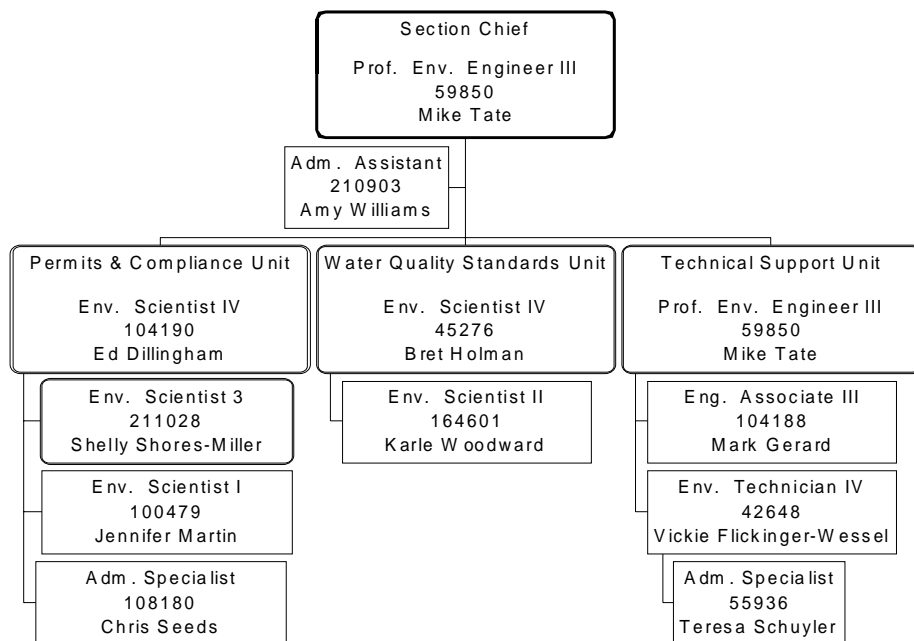 Section Chief
Prof. Env. Engineer III
59850
Mike Tate
Adm. Assistant
210903
Amy Williams
Permits & Compliance Unit
Env. Scientist IV
104190
Ed Dillingham
Env. Scientist 3
211028
Shelly Shores-Miller
Env. Scientist I
100479
Jennifer Martin
Adm. Specialist
108180
Chris Seeds
Water Quality Standards Unit
Env. Scientist IV
45276
Bret Holman
Env. Scientist II
164601
Karle Woodward
Technical Support Unit
Prof. Env. Engineer III
59850
Mike Tate
Eng. Associate III
104188
Mark Gerard
Env. Technician IV
42648
Vickie Flickinger-Wessel
Adm. Specialist
55936
Teresa Schuyler